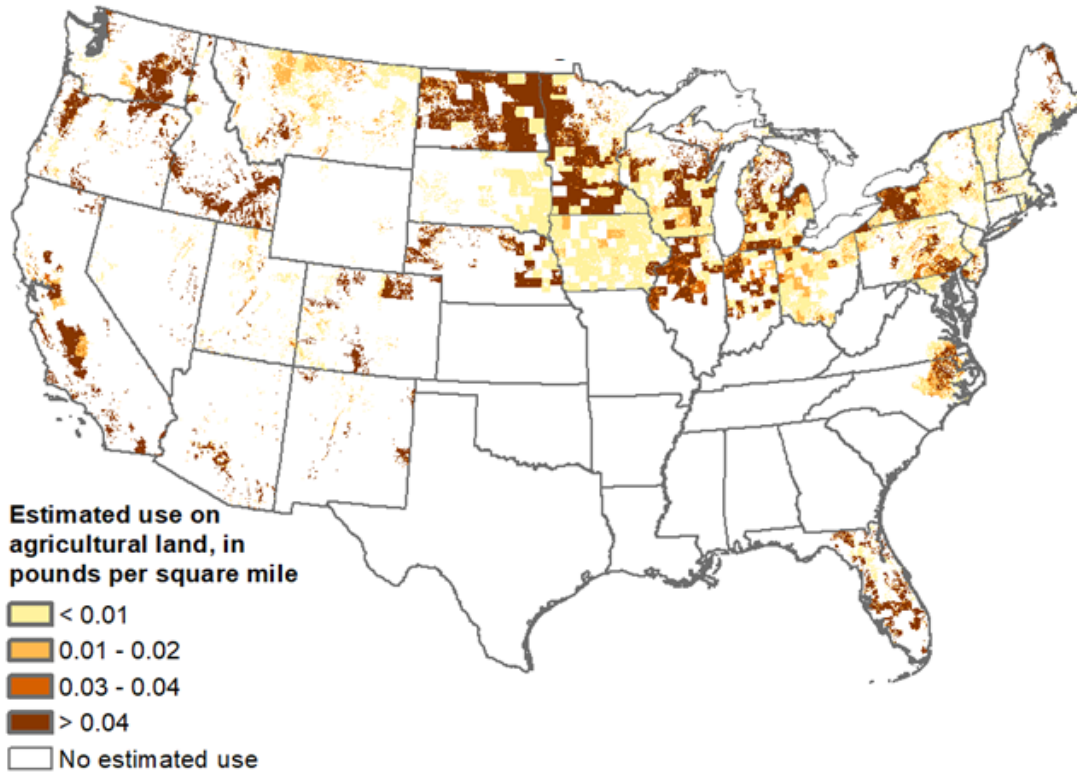 Estimated use on
agricultural land, in
pounds per square mile
< 0.01
0.01 - 0.02
0.03 - 0.04
> 0.04
No estimated use